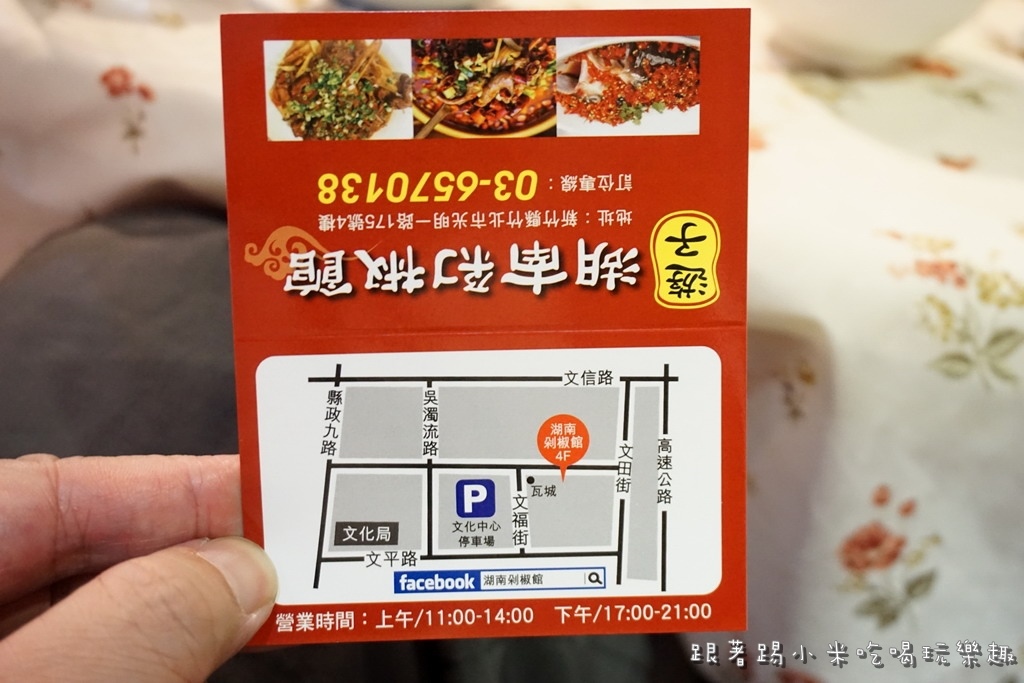 遊子
湖南剁椒館
地址：新竹縣竹北市光明一路175號4樓
訂位專線：03-6570138
文信路
縣政九路
吳濁流路
湖南
剁椒館
4F
文田街
高速公路
P
文化中心
停車場
瓦城
文福街
文化局
文平路
facebook 湖南剁椒館
營業時間：上午/11:00-14:00 下午/17:00-21:00
跟著踢小米吃喝玩樂趣